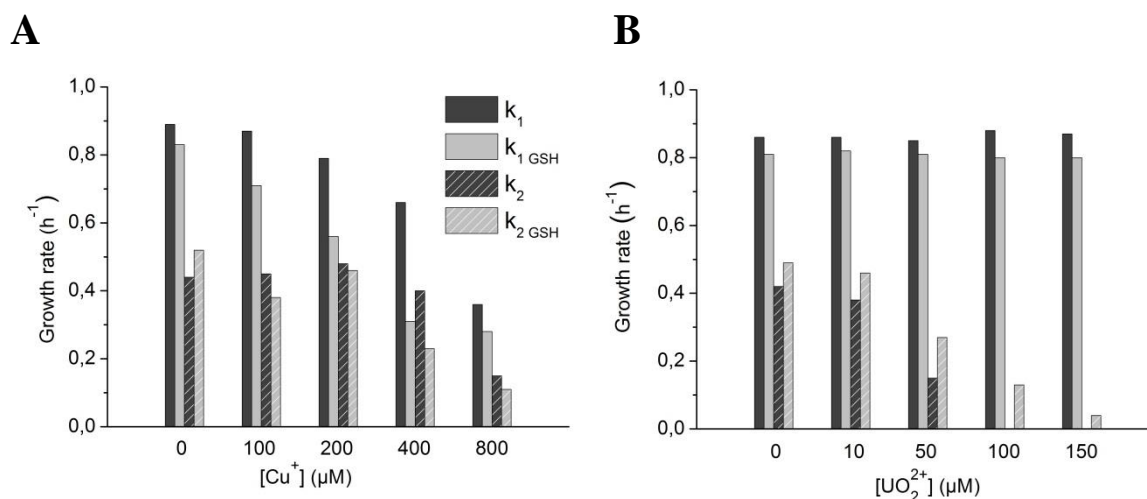 A
1,0
0,8
0,6
0,4
0,2
0,0
Growth rate (h⁻¹)
k₁
k₁ GSH
k₂
k₂ GSH
0 100 200 400 800
[Cu⁺] (µM)
B
1,0
0,8
0,6
0,4
0,2
0,0
Growth rate (h⁻¹)
0 10 50 100 150
[UO₂²⁺] (µM)